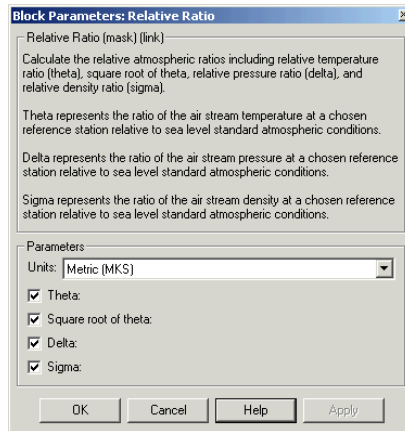 Block Parameters: Relative Ratio
Relative Ratio (mask) (link)
Calculate the relative atmospheric ratios including relative temperature
ratio (theta), square root of theta, relative pressure ratio (delta), and
relative density ratio (sigma).
Theta represents the ratio of the air stream temperature at a chosen
reference station relative to sea level standard atmospheric conditions.
Delta represents the ratio of the air stream pressure at a chosen reference
station relative to sea level standard atmospheric conditions.
Sigma represents the ratio of the air stream density at a chosen reference
station relative to sea level standard atmospheric conditions.
Parameters
Units: Metric (MKS)
Theta:
Square root of theta:
Delta:
Sigma:
OK Cancel Help Apply